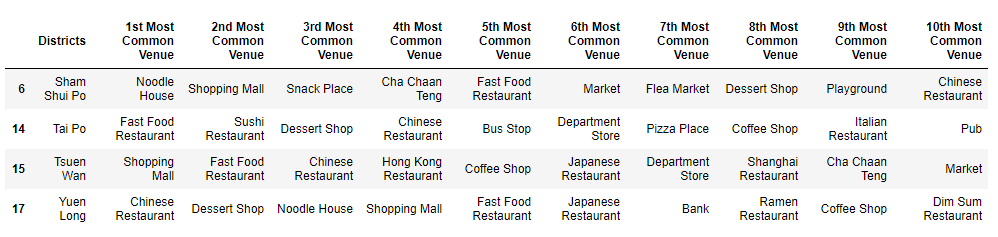 Districts 1st Most Common Venue 2nd Most Common Venue 3rd Most Common Venue 4th Most Common Venue 5th Most Common Venue 6th Most Common Venue 7th Most Common Venue 8th Most Common Venue 9th Most Common Venue 10th Most Common Venue
6 Sham Shui Po Noodle House Shopping Mall Snack Place Cha Chaan Teng Fast Food Restaurant Market Flea Market Dessert Shop Playground Chinese Restaurant
14 Tai Po Fast Food Restaurant Sushi Restaurant Dessert Shop Chinese Restaurant Bus Stop Department Store Pizza Place Coffee Shop Italian Restaurant Pub
15 Tsuen Wan Shopping Mall Fast Food Restaurant Chinese Restaurant Hong Kong Restaurant Coffee Shop Japanese Restaurant Department Store Shanghai Restaurant Cha Chaan Teng Market
17 Yuen Long Chinese Restaurant Dessert Shop Noodle House Shopping Mall Fast Food Restaurant Japanese Restaurant Bank Ramen Restaurant Coffee Shop Dim Sum Restaurant